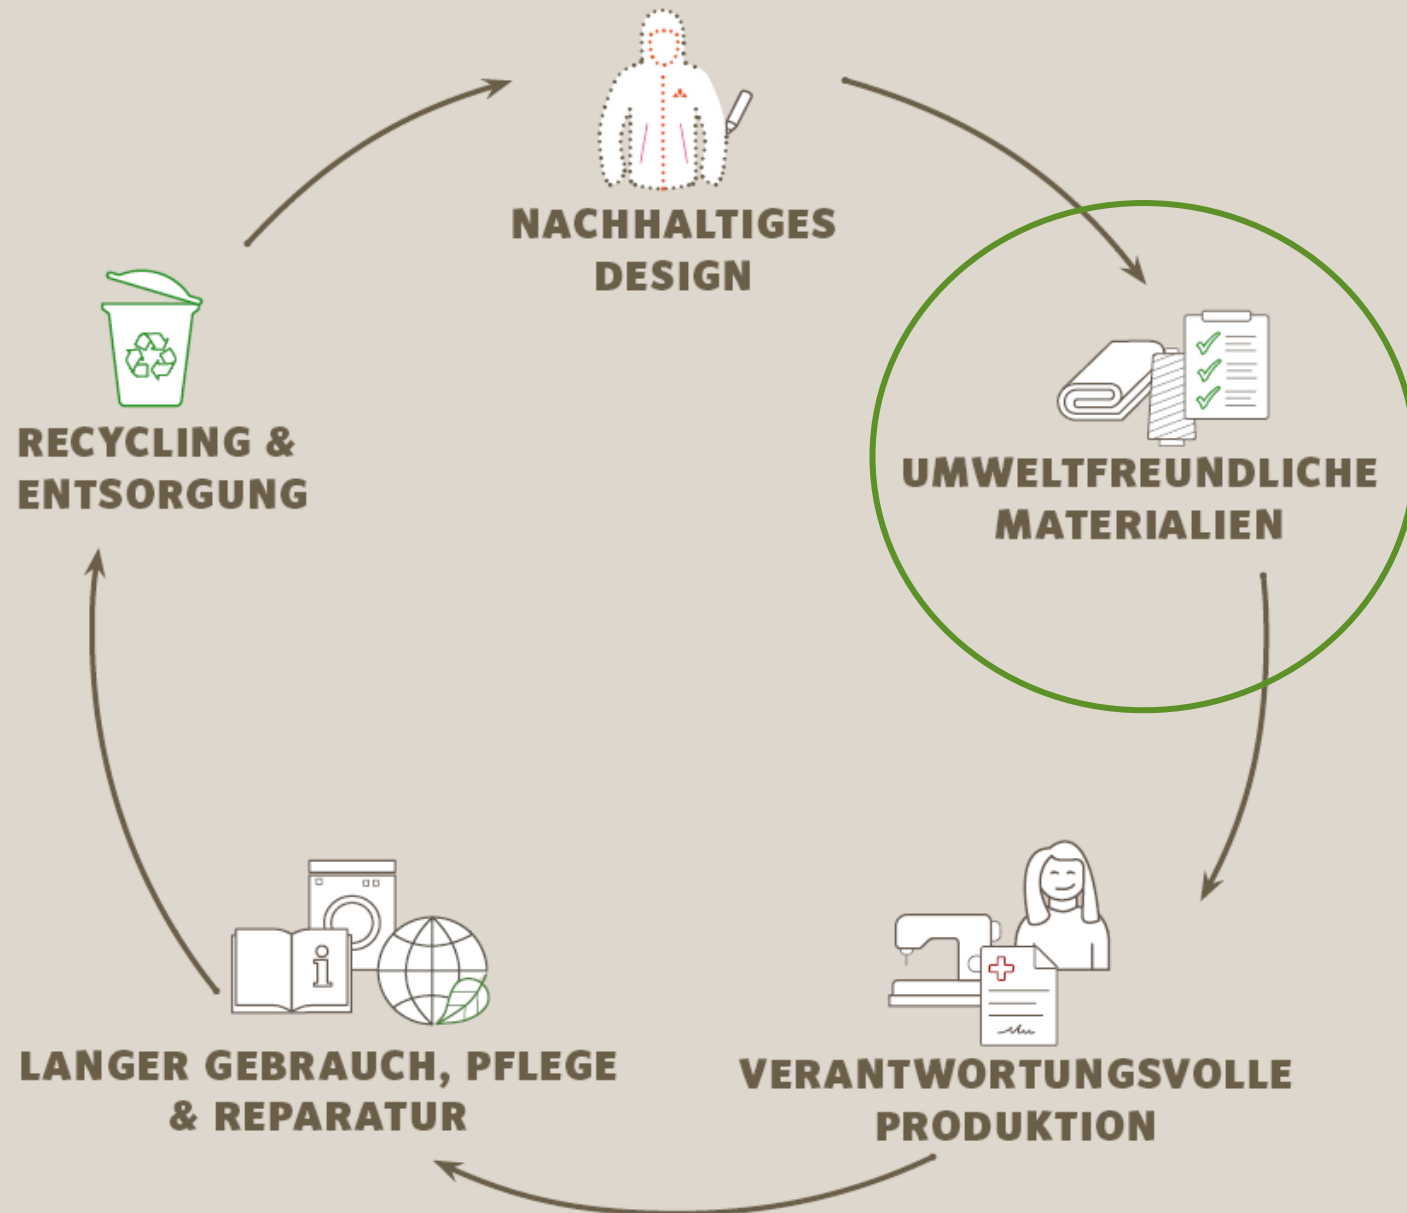 NACHHALTIGES
DESIGN
UMWELTFREUNDLICHE
MATERIALIEN
VERANTWORTUNGSVOLLE
PRODUKTION
LANGER GEBRAUCH, PFLEGE
& REPARATUR
i
RECYCLING &
ENTSORGUNG